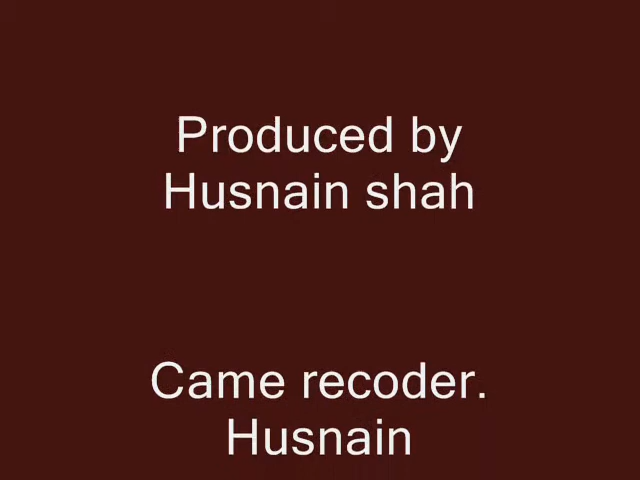 Produced by
Husnain shah
Came recoder.
Husnain